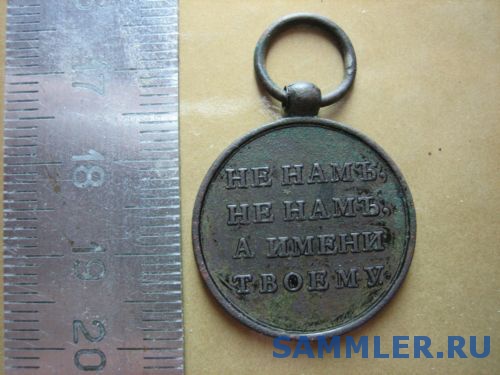 17
18
19
20
НЕ НАМЪ,
НЕ НАМЪ,
А ИМЕНИ
ТВОЕМУ
SAMMLER.RU